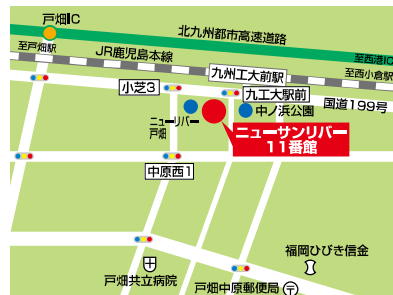 戸畑IC
北九州都市高速道路
至戸畑駅
JR鹿児島本線
至西港IC
九州工大前駅
至西小倉駅
小芝3
九工大駅前
国道199号
ニューリバー
戸畑
中ノ浜公園
ニューサンリバー
11番館
中原西1
福岡ひびき信金
戸畑共立病院
戸畑中原郵便局